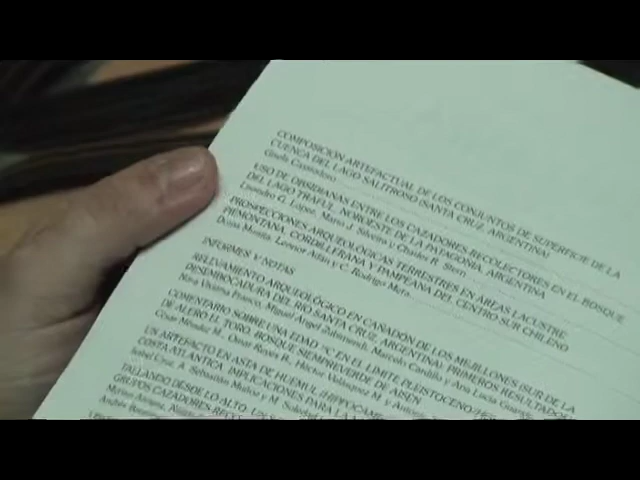 COMPOSICIÓN ARTEFACTUAL DE LOS CONJUNTOS DE SUPERFICIE DE LA
CUENCA DEL LAGO SALITROSO (SANTA CRUZ, ARGENTINA)
Gisela Cassiodoro
USO DE OBSIDIANAS ENTRE LOS CAZADORES RECOLECTORES EN EL BOSQUE
DEL LAGO TRAFUL, NOROESTE DE LA PATAGONIA, ARGENTINA
Lisandro G. López, Mario J. Silveira y Charles R. Stern
PROSPECCIONES ARQUEOLÓGICAS TERRESTRES EN ÁREAS LACUSTRE
PIEMONTANA, CORDILLERANA Y PAMPEANA DEL CENTRO SUR CHILENO
Doina Munita, Leonor Adán y C. Rodrigo Mera
INFORMES Y NOTAS
RELEVAMIENTO ARQUEOLÓGICO EN CAÑADÓN DE LOS MEJILLONES (SUR DE LA
DESEMBOCADURA DEL RÍO SANTA CRUZ, ARGENTINA): PRIMEROS RESULTADOS
Miguel Ángel Zubimendi, Marcelo Cardillo y Ana Lucía
COMENTARIO SOBRE UNA EDAD 14C EN EL LÍMITE PLEISTOCENO/
DE ALERO EL TORO, BOSQUE SIEMPREVERDE DE AISÉN
César Méndez M., Omar Reyes B., Héctor Velásquez M. y
UN ARTEFACTO EN ASTA DE HUEMUL (HIPPOCAM
COSTA ATLÁNTICA: IMPLICACIONES PARA LA
Isabel Cruz, A. Sebastián Muñoz y M. Soledad
TALLANDO DESDE LO ALTO.
GRUPOS CAZADORES-RECO